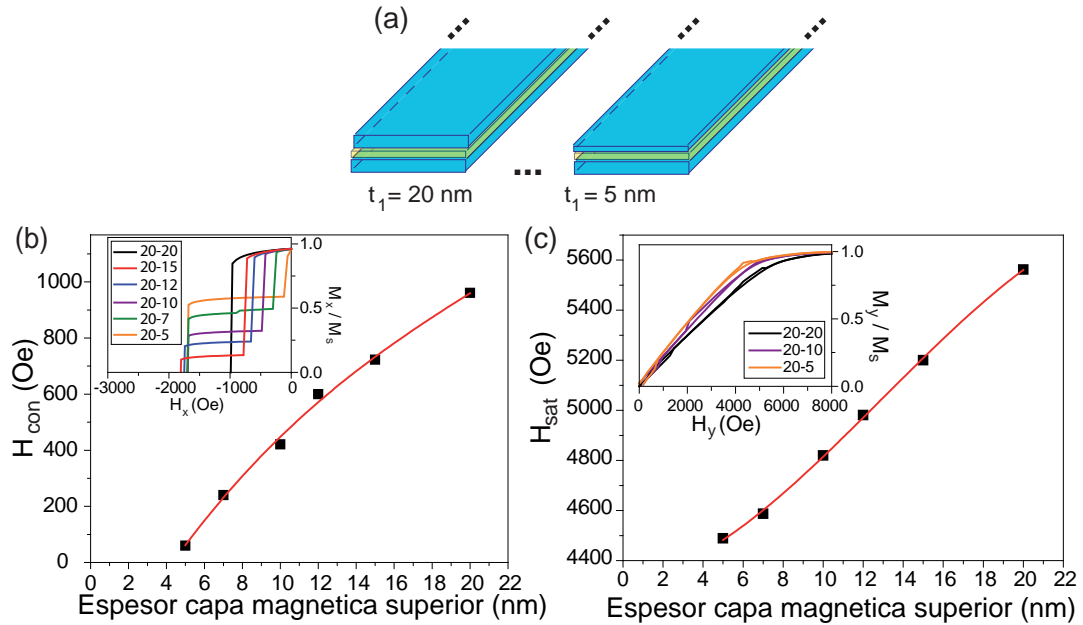 (a)
t1 = 20 nm
...
t1 = 5 nm
(b)
Hcon (Oe)
1000
800
600
400
200
0
0 2 4 6 8 10 12 14 16 18 20 22
Espesor capa magnetica superior (nm)
20-20
20-15
20-12
20-10
20-7
20-5
1.0
0.5
0.0
Mx / Ms
-3000 -2000 -1000 0
Hx (Oe)
(c)
Hsat (Oe)
5600
5400
5200
5000
4800
4600
4400
0 2 4 6 8 10 12 14 16 18 20 22
Espesor capa magnetica superior (nm)
20-20
20-10
20-5
1.0
0.5
0.0
My / Ms
0 2000 4000 6000 8000
Hy (Oe)